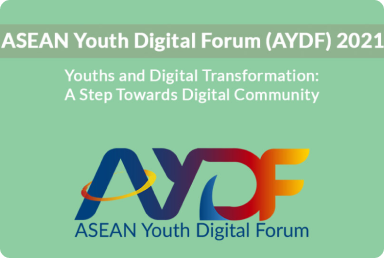 ASEAN Youth Digital Forum (AYDF) 2021
Youths and Digital Transformation:
A Step Towards Digital Community
AYDF
ASEAN Youth Digital Forum